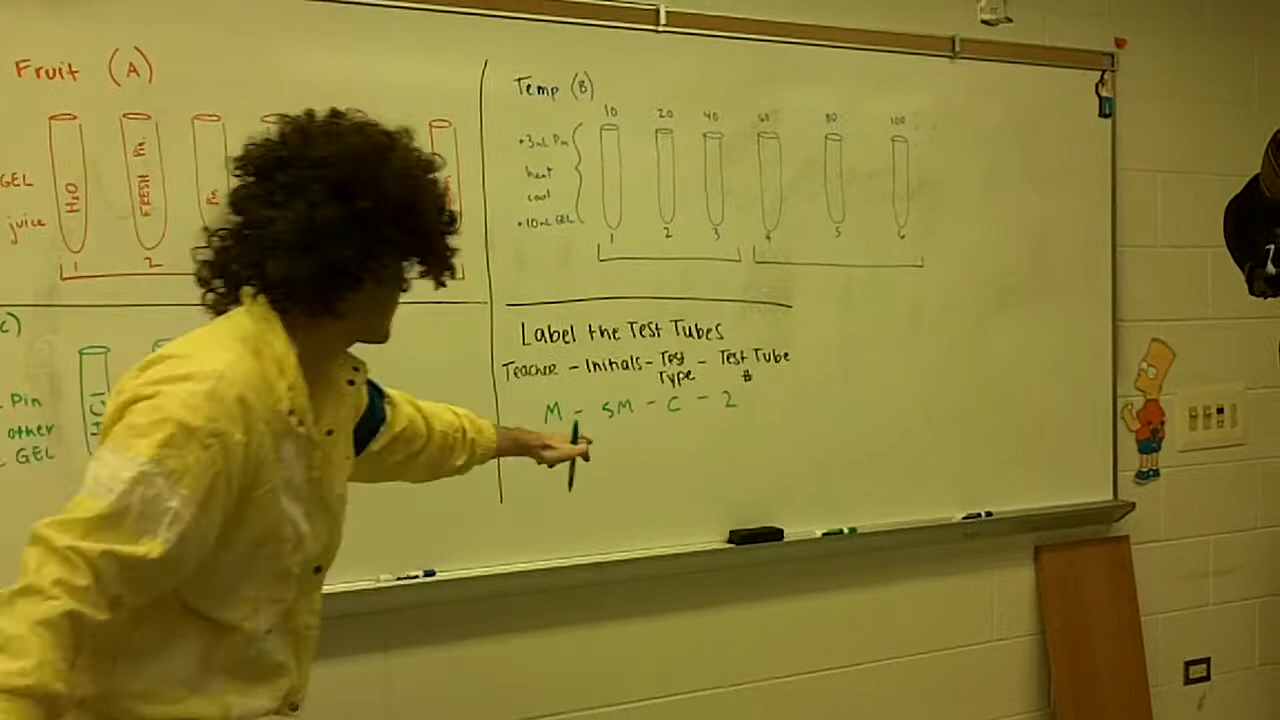 Fruit (A)
GEL
juice
H2O
FRESH Pin.
1
2
Temp (B)
10 20 40 60 80 100
+3mL Pin
heat
cool
+10mL GEL
1 2 3 4 5 6
C)
Pin
other
GEL
HCl
Label the Test Tubes
Teacher - Initials - Test Type - Test Tube #
M - SM - C - 2